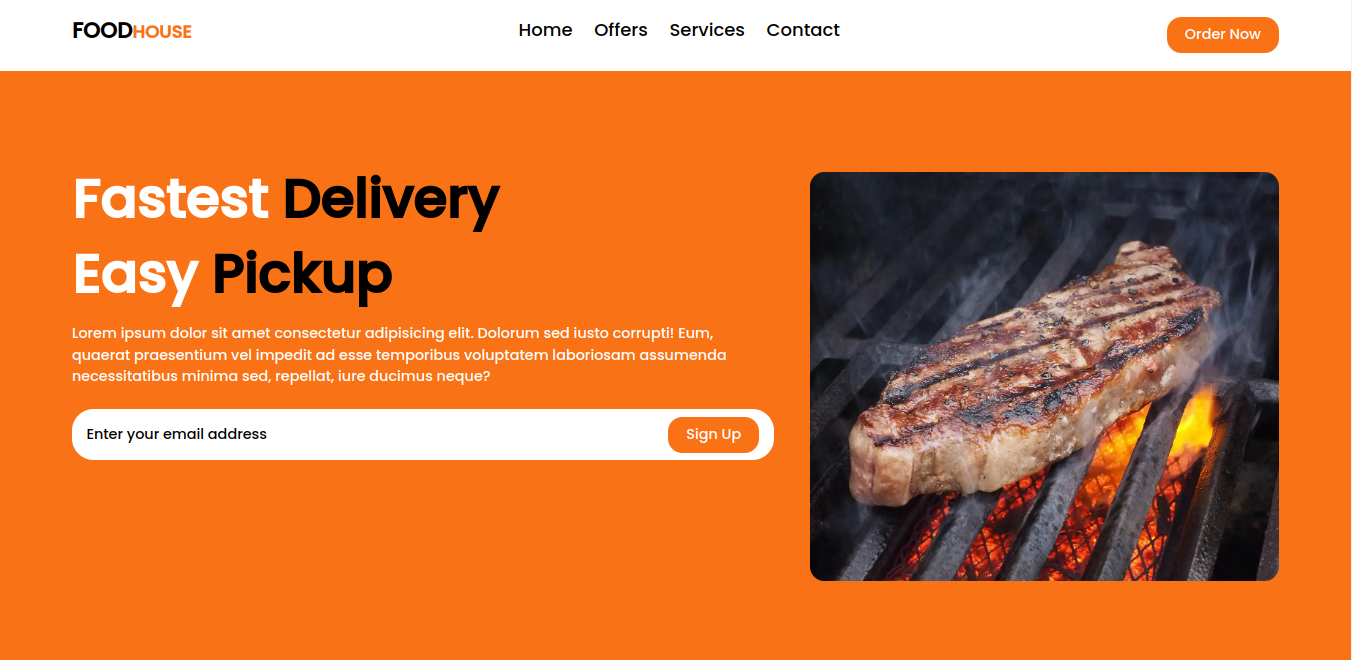 FOODHOUSE
Home Offers Services Contact
Order Now
Fastest Delivery
Easy Pickup
Lorem ipsum dolor sit amet consectetur adipisicing elit. Dolorum sed iusto corrupti! Eum,
quaerat praesentium vel impedit ad esse temporibus voluptatem laboriosam assumenda
necessitatibus minima sed, repellat, iure ducimus neque?
Enter your email address
Sign Up